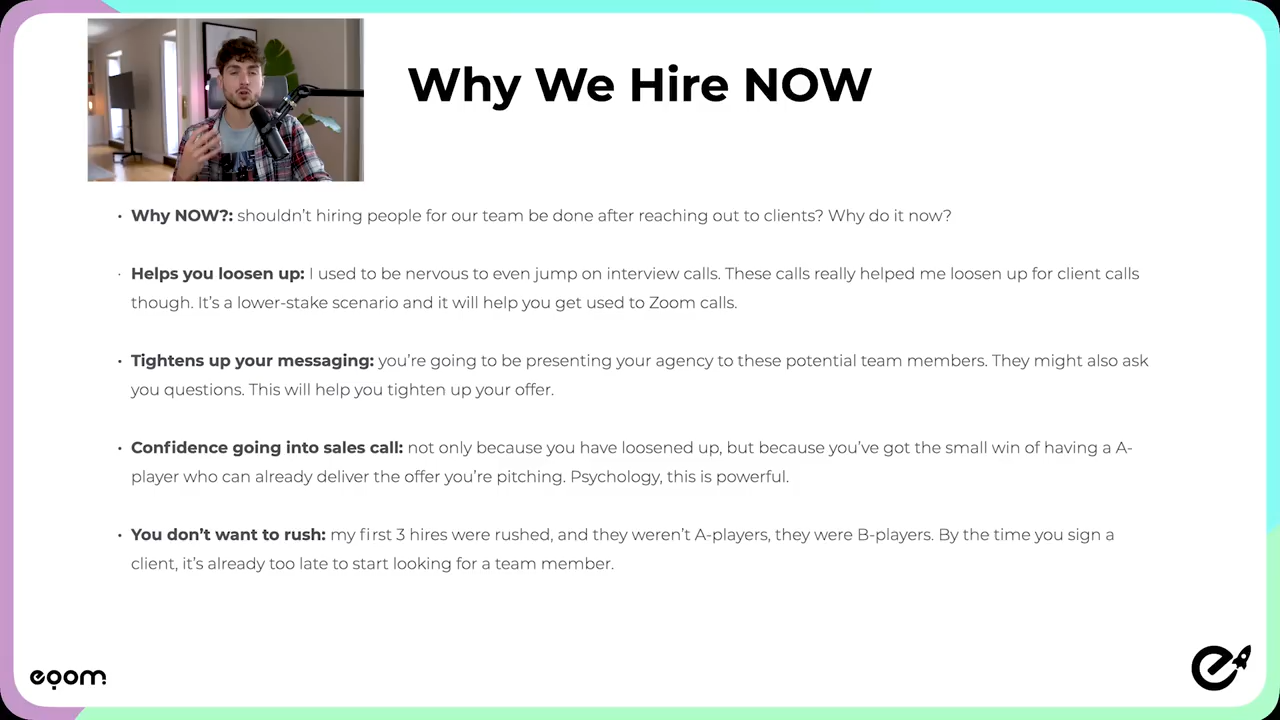 Why We Hire NOW
• Why NOW?: shouldn't hiring people for our team be done after reaching out to clients? Why do it now?
• Helps you loosen up: I used to be nervous to even jump on interview calls. These calls really helped me loosen up for client calls
though. It's a lower-stake scenario and it will help you get used to Zoom calls.
• Tightens up your messaging: you're going to be presenting your agency to these potential team members. They might also ask
you questions. This will help you tighten up your offer.
• Confidence going into sales call: not only because you have loosened up, but because you've got the small win of having a A-
player who can already deliver the offer you're pitching. Psychology, this is powerful.
• You don't want to rush: my first 3 hires were rushed, and they weren't A-players, they were B-players. By the time you sign a
client, it's already too late to start looking for a team member.
eqom
e